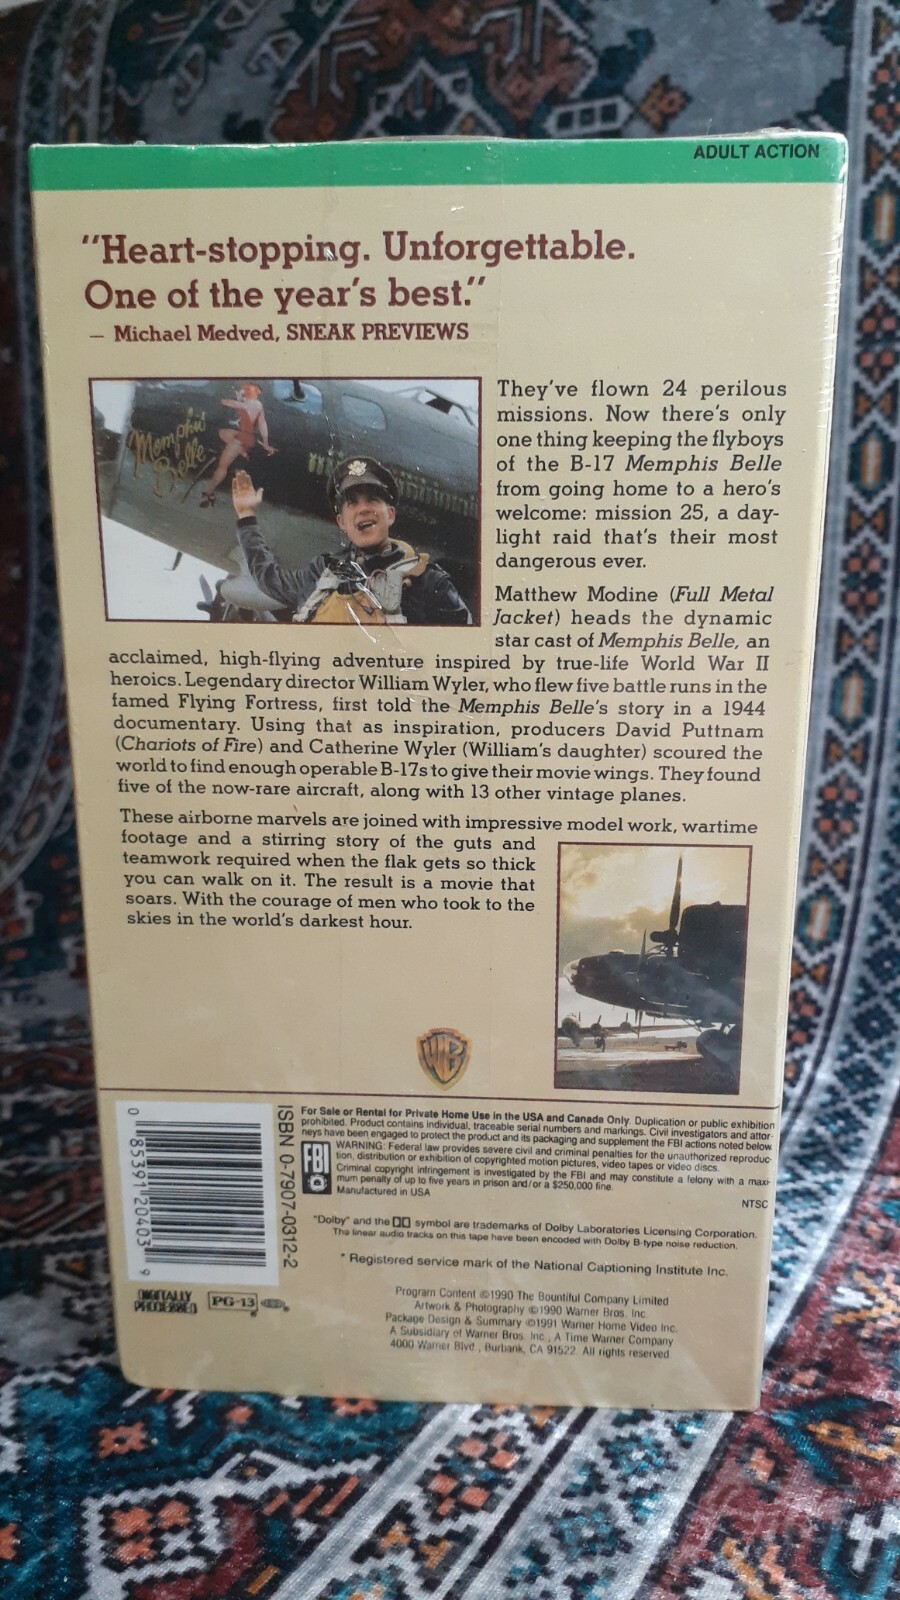 ADULT ACTION
"Heart-stopping. Unforgettable.
One of the year's best."
— Michael Medved, SNEAK PREVIEWS
Memphis
Belle
They've flown 24 perilous
missions. Now there's only
one thing keeping the flyboys
of the B-17 Memphis Belle
from going home to a hero's
welcome: mission 25, a day-
light raid that's their most
dangerous ever.
Matthew Modine (Full Metal
Jacket) heads the dynamic
star cast of Memphis Belle, an
acclaimed, high-flying adventure inspired by true-life World War II
heroics. Legendary director William Wyler, who flew five battle runs in the
famed Flying Fortress, first told the Memphis Belle's story in a 1944
documentary. Using that as inspiration, producers David Puttnam
(Chariots of Fire) and Catherine Wyler (William's daughter) scoured the
world to find enough operable B-17s to give their movie wings. They found
five of the now-rare aircraft, along with 13 other vintage planes.
These airborne marvels are joined with impressive model work, wartime
footage and a stirring story of the guts and
teamwork required when the flak gets so thick
you can walk on it. The result is a movie that
soars. With the courage of men who took to the
skies in the world's darkest hour.
WB
0 85391 20403 9
ISBN 0-7907-0312-2
For Sale or Rental for Private Home Use in the USA and Canada Only. Duplication or public exhibition
prohibited. Product contains individual, traceable serial numbers and markings. Civil investigators and attor-
neys have been engaged to protect the product and its packaging and supplement the FBI actions noted below.
FBI
WARNING: Federal law provides severe civil and criminal penalties for the unauthorized reproduc-
tion, distribution or exhibition of copyrighted motion pictures, video tapes or video discs.
Criminal copyright infringement is investigated by the FBI and may constitute a felony with a maxi-
mum penalty of up to five years in prison and/or a $250,000 fine.
Manufactured in USA
NTSC
"Dolby" and the symbol are trademarks of Dolby Laboratories Licensing Corporation.
The linear audio tracks on this tape have been encoded with Dolby B-type noise reduction.
* Registered service mark of the National Captioning Institute Inc.
DIGITALLY
PROCESSED
PG-13
Program Content ©1990 The Bountiful Company Limited
Artwork & Photography ©1990 Warner Bros. Inc.
Package Design & Summary ©1991 Warner Home Video Inc.
A Subsidiary of Warner Bros. Inc., A Time Warner Company
4000 Warner Blvd., Burbank, CA 91522. All rights reserved.